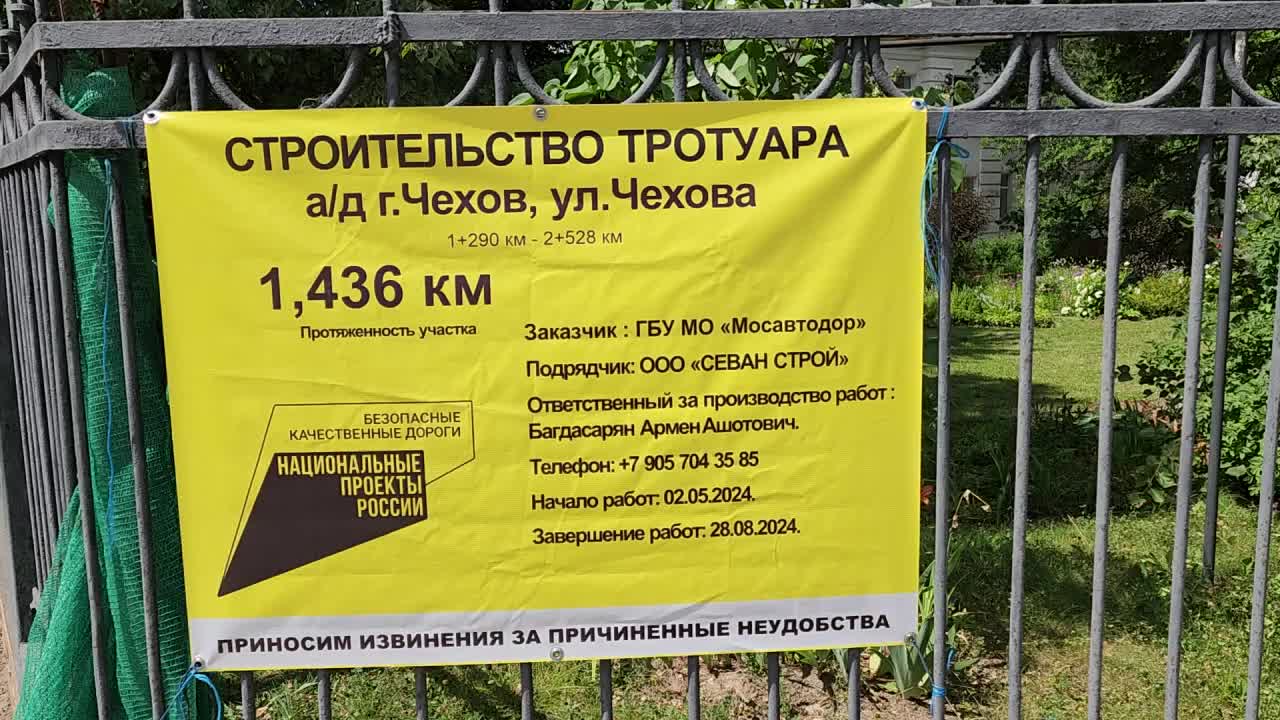 СТРОИТЕЛЬСТВО ТРОТУАРА
а/д г.Чехов, ул.Чехова
1+290 км - 2+528 км
1,436 км
Протяженность участка
Заказчик : ГБУ МО «Мосавтодор»
Подрядчик: ООО «СЕВАН СТРОЙ»
Ответственный за производство работ :
Багдасарян Армен Ашотович.
Телефон: +7 905 704 35 85
Начало работ: 02.05.2024.
Завершение работ: 28.08.2024.
БЕЗОПАСНЫЕ
КАЧЕСТВЕННЫЕ ДОРОГИ
НАЦИОНАЛЬНЫЕ
ПРОЕКТЫ
РОССИИ
ПРИНОСИМ ИЗВИНЕНИЯ ЗА ПРИЧИНЕННЫЕ НЕУДОБСТВА